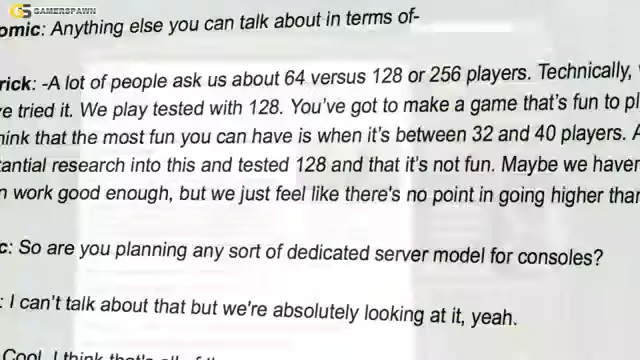 GAMERSPAWN
omic: Anything else you can talk about in terms of-
rick: -A lot of people ask us about 64 versus 128 or 256 players. Technically,
ve tried it. We play tested with 128. You've got to make a game that's fun to pl
hink that the most fun you can have is when it's between 32 and 40 players. A
tantial research into this and tested 128 and that it's not fun. Maybe we haven
n work good enough, but we just feel like there's no point in going higher than
c: So are you planning any sort of dedicated server model for consoles?
: I can't talk about that but we're absolutely looking at it, yeah.
Cool, I think that's all of